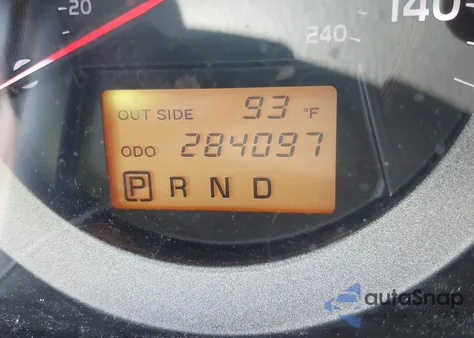 -20
140
240
OUT SIDE 93 °F
ODO 284097
P R N D
autoSnap